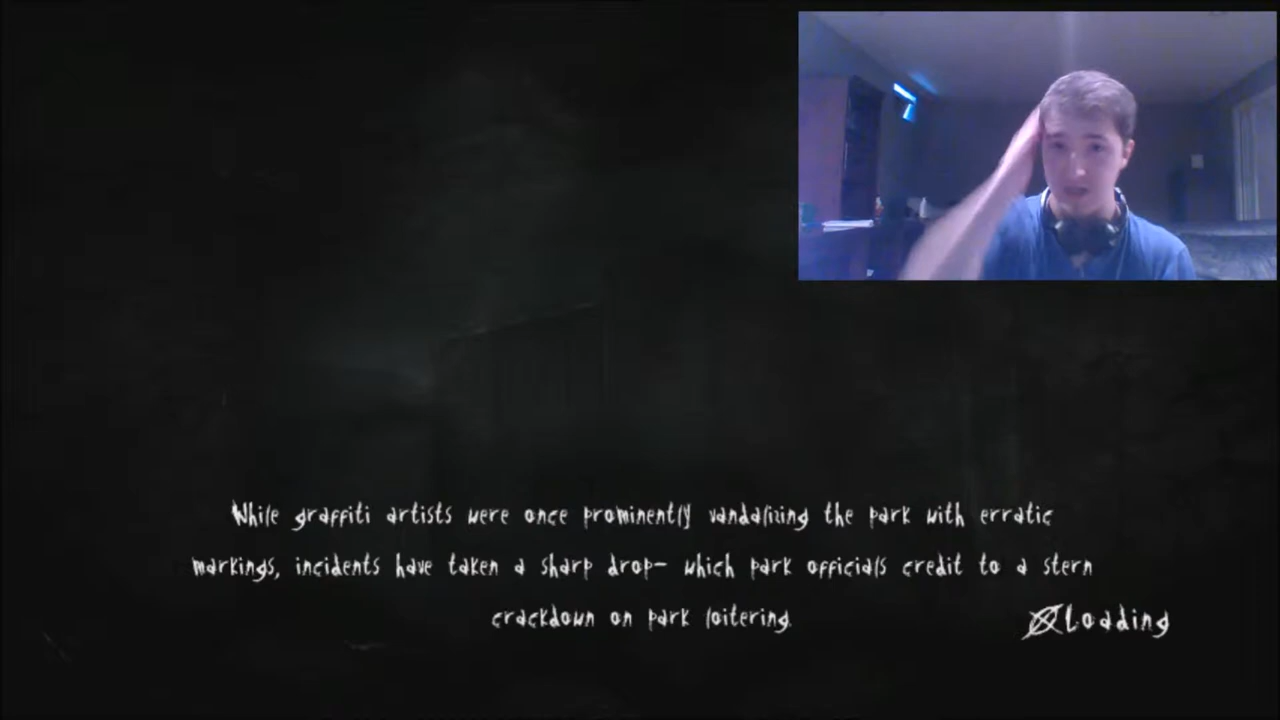 While graffiti artists were once prominently vandalizing the park with erratic
markings, incidents have taken a sharp drop- which park officials credit to a stern
crackdown on park loitering.
Loading